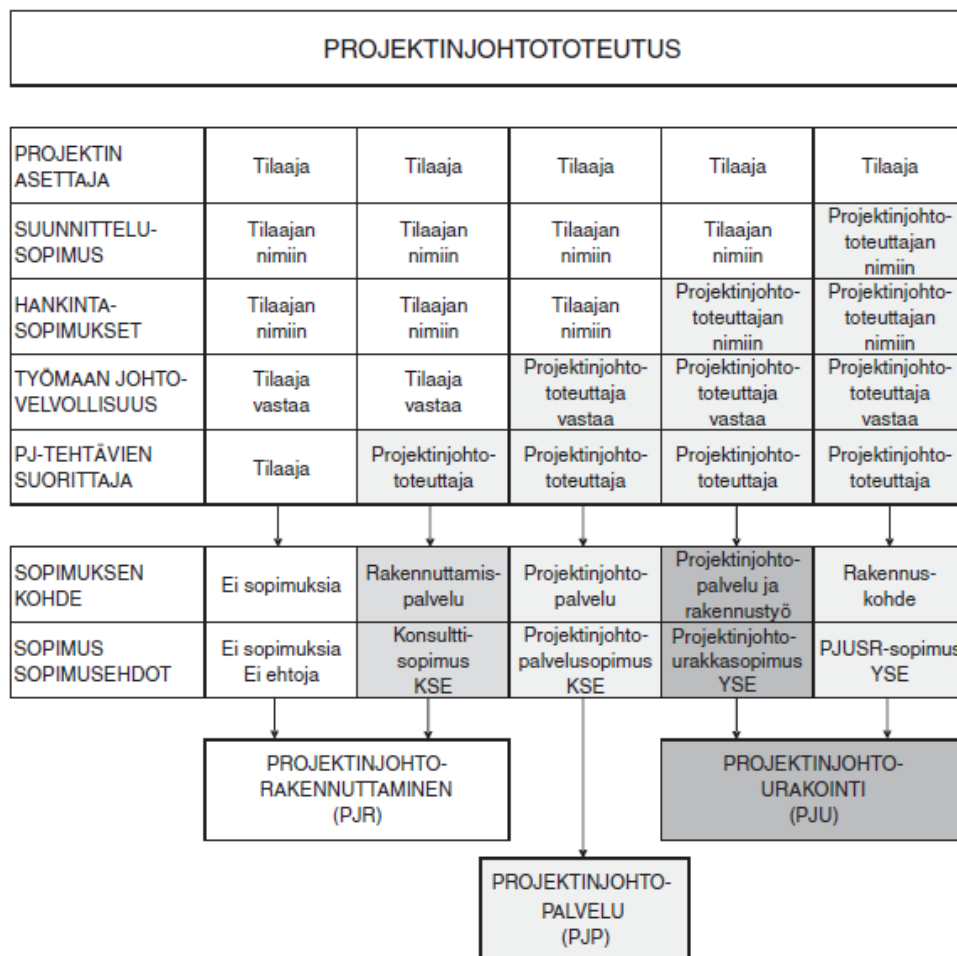 PROJEKTINJOHTOTOTEUTUS
PROJEKTIN
ASETTAJA
Tilaaja
Tilaaja
Tilaaja
Tilaaja
Tilaaja
SUUNNITTELU-
SOPIMUS
Tilaajan
nimiin
Tilaajan
nimiin
Tilaajan
nimiin
Tilaajan
nimiin
Projektinjohto-
toteuttajan
nimiin
HANKINTA-
SOPIMUKSET
Tilaajan
nimiin
Tilaajan
nimiin
Tilaajan
nimiin
Projektinjohto-
toteuttajan
nimiin
Projektinjohto-
toteuttajan
nimiin
TYÖMAAN JOHTO-
VELVOLLISUUS
Tilaaja
vastaa
Tilaaja
vastaa
Projektinjohto-
toteuttaja
vastaa
Projektinjohto-
toteuttaja
vastaa
Projektinjohto-
toteuttaja
vastaa
PJ-TEHTÄVIEN
SUORITTAJA
Tilaaja
Projektinjohto-
toteuttaja
Projektinjohto-
toteuttaja
Projektinjohto-
toteuttaja
Projektinjohto-
toteuttaja
SOPIMUKSEN
KOHDE
Ei sopimuksia
Rakennuttamis-
palvelu
Projektinjohto-
palvelu
Projektinjohto-
palvelu ja
rakennustyö
Rakennus-
kohde
SOPIMUS
SOPIMUSEHDOT
Ei sopimuksia
Ei ehtoja
Konsultti-
sopimus
KSE
Projektinjohto-
palvelusopimus
KSE
Projektinjohto-
urakkasopimus
YSE
PJUSR-sopimus
YSE
PROJEKTINJOHTO-
RAKENNUTTAMINEN
(PJR)
PROJEKTINJOHTO-
URAKOINTI
(PJU)
PROJEKTINJOHTO-
PALVELU
(PJP)